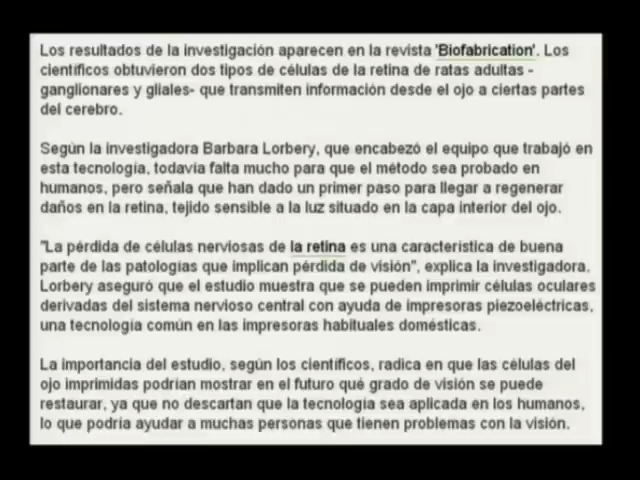 Los resultados de la investigación aparecen en la revista 'Biofabrication'. Los
científicos obtuvieron dos tipos de células de la retina de ratas adultas -
ganglionares y gliales- que transmiten información desde el ojo a ciertas partes
del cerebro.
Según la investigadora Barbara Lorbery, que encabezó el equipo que trabajó en
esta tecnología, todavía falta mucho para que el método sea probado en
humanos, pero señala que han dado un primer paso para llegar a regenerar
daños en la retina, tejido sensible a la luz situado en la capa interior del ojo.
"La pérdida de células nerviosas de la retina es una característica de buena
parte de las patologías que implican pérdida de visión", explica la investigadora.
Lorbery aseguró que el estudio muestra que se pueden imprimir células oculares
derivadas del sistema nervioso central con ayuda de impresoras piezoeléctricas,
una tecnología común en las impresoras habituales domésticas.
La importancia del estudio, según los científicos, radica en que las células del
ojo imprimidas podrían mostrar en el futuro qué grado de visión se puede
restaurar, ya que no descartan que la tecnología sea aplicada en los humanos,
lo que podría ayudar a muchas personas que tienen problemas con la visión.